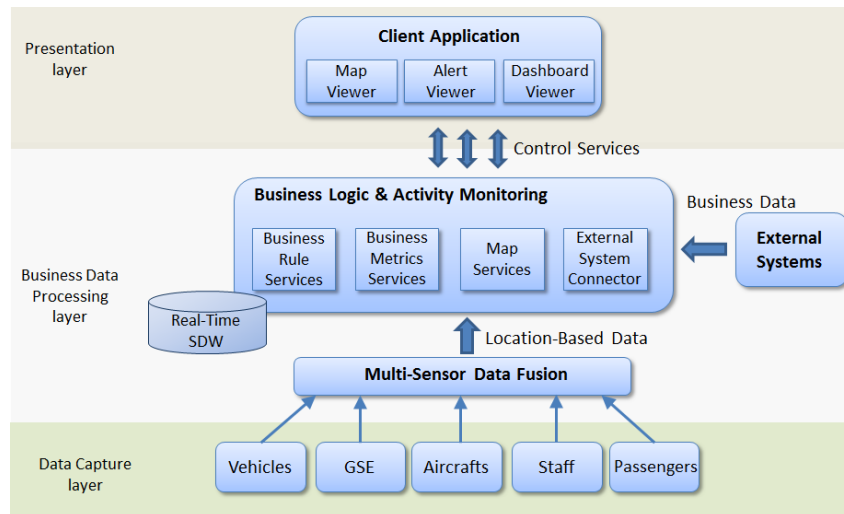 Presentation
layer
Client Application
Map
Viewer
Alert
Viewer
Dashboard
Viewer
Control Services
Business Data
Processing
layer
Business Logic & Activity Monitoring
Business
Rule
Services
Business
Metrics
Services
Map
Services
External
System
Connector
Business Data
External
Systems
Real-Time
SDW
Location-Based Data
Multi-Sensor Data Fusion
Data Capture
layer
Vehicles
GSE
Aircrafts
Staff
Passengers